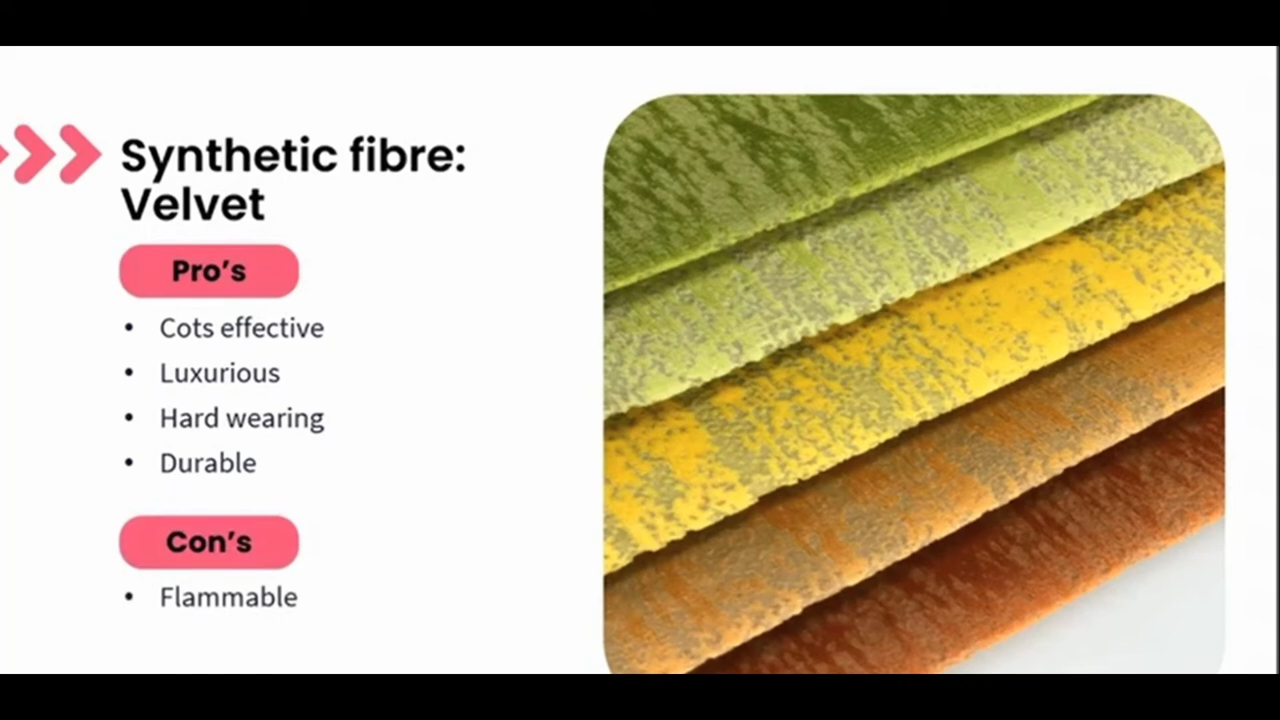 Synthetic fibre:
Velvet
Pro's
• Cots effective
• Luxurious
• Hard wearing
• Durable
Con's
• Flammable